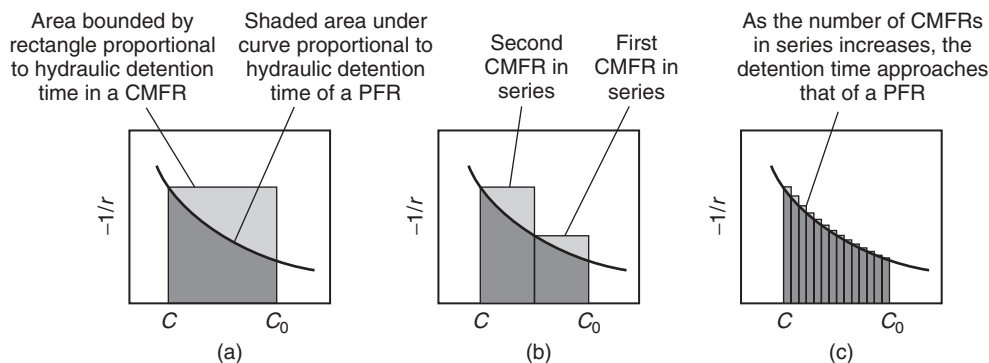 Area bounded by
rectangle proportional
to hydraulic detention
time in a CMFR
Shaded area under
curve proportional to
hydraulic detention
time of a PFR
−1/r
C
C0
(a)
Second
CMFR in
series
First
CMFR in
series
−1/r
C
C0
(b)
As the number of CMFRs
in series increases, the
detention time approaches
that of a PFR
−1/r
C
C0
(c)